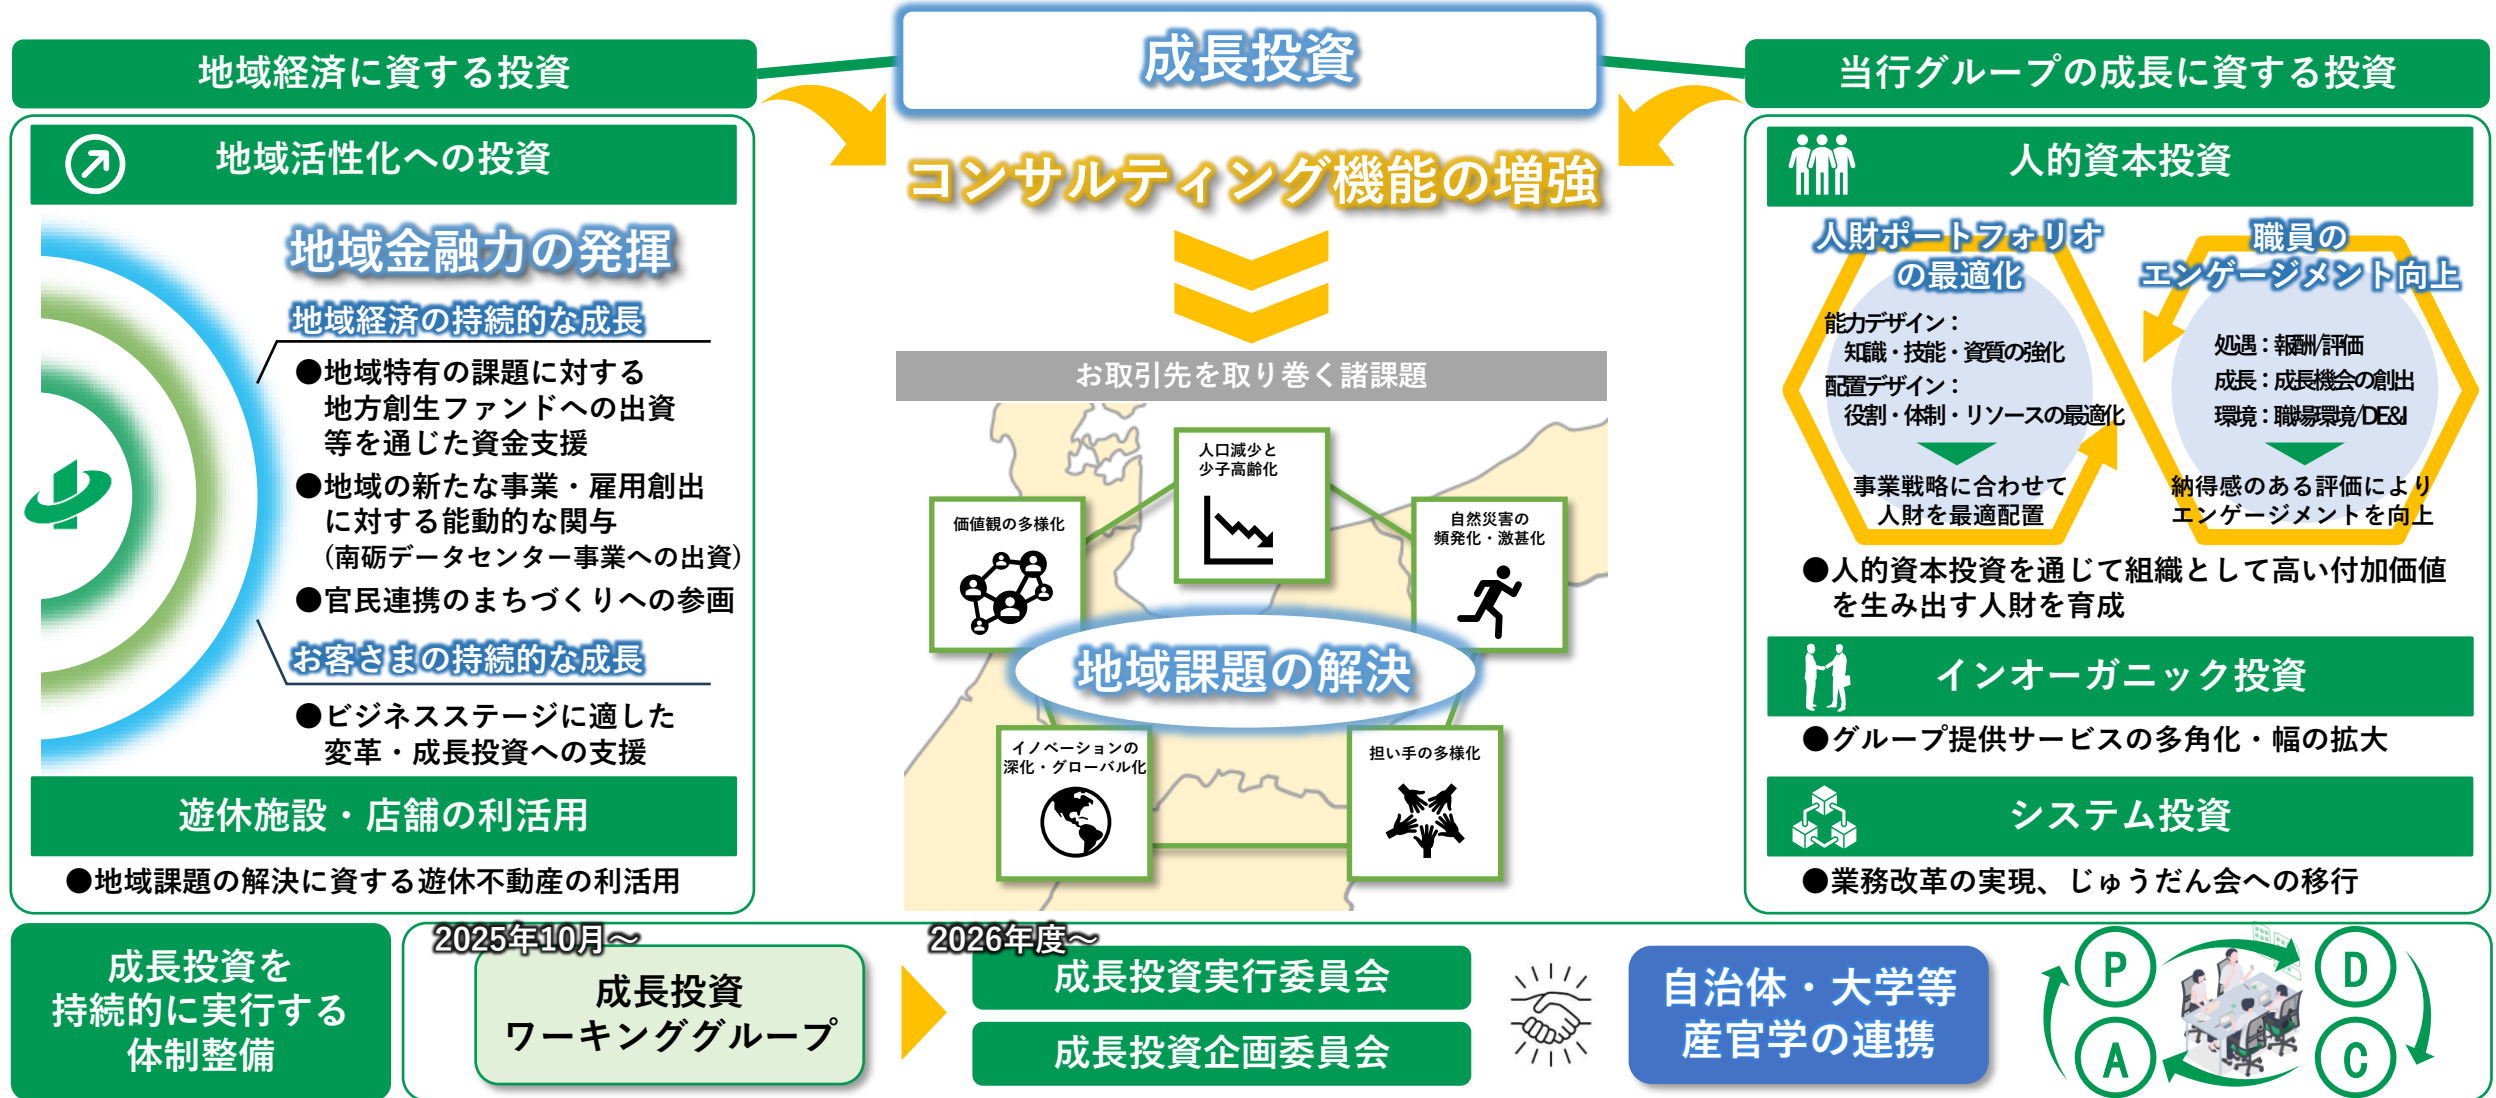 成長投資
地域経済に資する投資
当行グループの成長に資する投資
コンサルティング機能の増強
地域活性化への投資
地域金融力の発揮
地域経済の持続的な成長
●地域特有の課題に対する
地方創生ファンドへの出資
等を通じた資金支援
●地域の新たな事業・雇用創出
に対する能動的な関与
(南砺データセンター事業への出資)
●官民連携のまちづくりへの参画
お客さまの持続的な成長
●ビジネスステージに適した
変革・成長投資への支援
遊休施設・店舗の利活用
●地域課題の解決に資する遊休不動産の利活用
お取引先を取り巻く諸課題
人口減少と
少子高齢化
価値観の多様化
自然災害の
頻発化・激甚化
地域課題の解決
イノベーションの
深化・グローバル化
担い手の多様化
人的資本投資
人財ポートフォリオ
の最適化
能力デザイン：
知識・技能・資質の強化
配置デザイン：
役割・体制・リソースの最適化
事業戦略に合わせて
人財を最適配置
職員の
エンゲージメント向上
処遇：報酬/評価
成長：成長機会の創出
環境：職場環境/DE&I
納得感のある評価により
エンゲージメントを向上
●人的資本投資を通じて組織として高い付加価値
を生み出す人財を育成
インオーガニック投資
●グループ提供サービスの多角化・幅の拡大
システム投資
●業務改革の実現、じゅうだん会への移行
成長投資を
持続的に実行する
体制整備
2025年10月～
成長投資
ワーキンググループ
2026年度～
成長投資実行委員会
成長投資企画委員会
自治体・大学等
産官学の連携
P
D
A
C